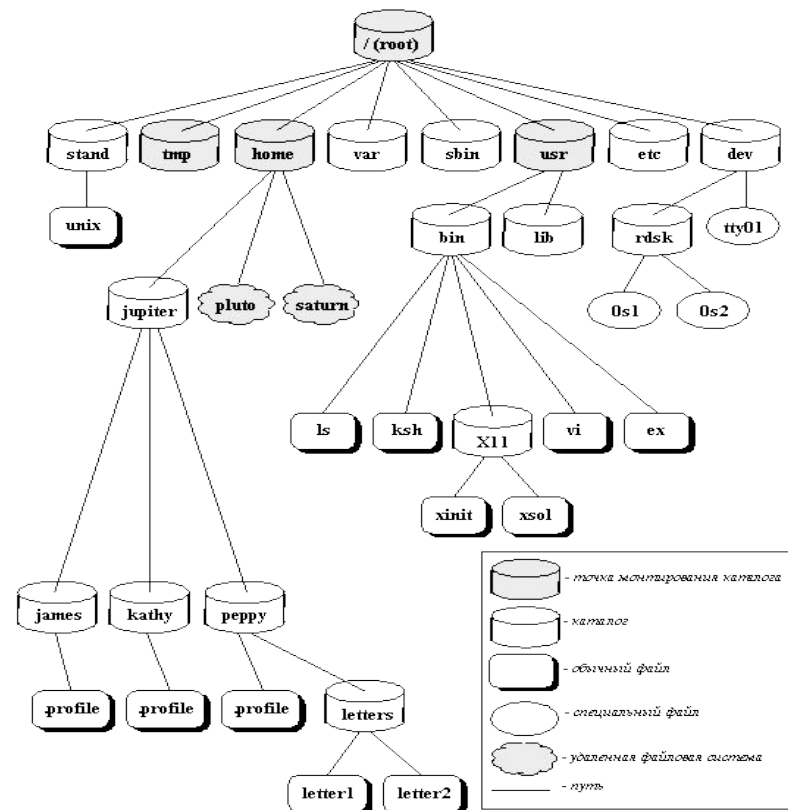 / (root)
stand
tmp
home
var
sbin
usr
etc
dev
unix
bin
lib
rdsk
tty01
jupiter
pluto
saturn
0s1
0s2
ls
ksh
X11
vi
ex
xinit
xsol
james
kathy
peppy
.profile
.profile
.profile
letters
letter1
letter2
- точка монтирования каталога
- каталог
- обычный файл
- специальный файл
- удаленная файловая система
- путь